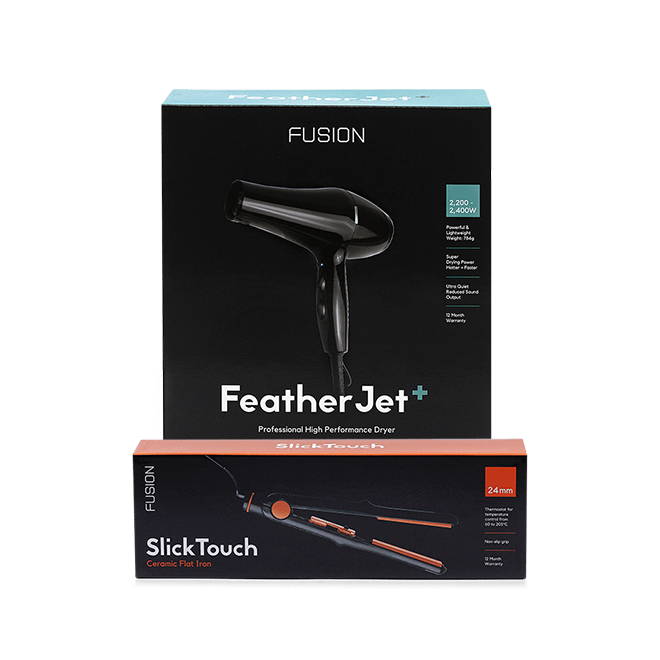 FeatherJet+
FUSION
2,200 -
2,400W
Powerful &
Lightweight
Weight: 784g
Super
Drying Power
Hotter + Faster
Ultra Quiet
Reduced Sound
Output
12 Month
Warranty
FeatherJet+
Professional High Performance Dryer
SlickTouch
FUSION
24mm
Thermostat for
temperature
control from
60 to 200°C
Non-slip grip
12 Month
Warranty
SlickTouch
Ceramic Flat Iron